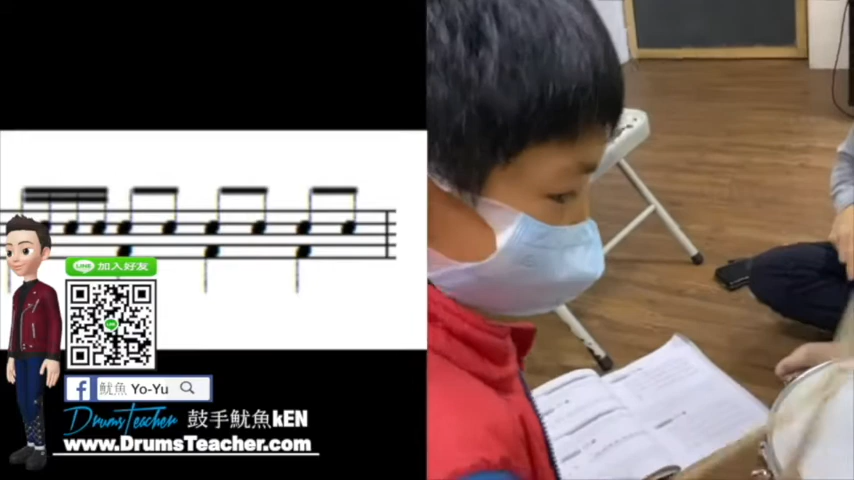 LINE 加入好友
f 魷魚 Yo-Yu
DrumsTeacher 鼓手魷魚kEN
www.DrumsTeacher.com